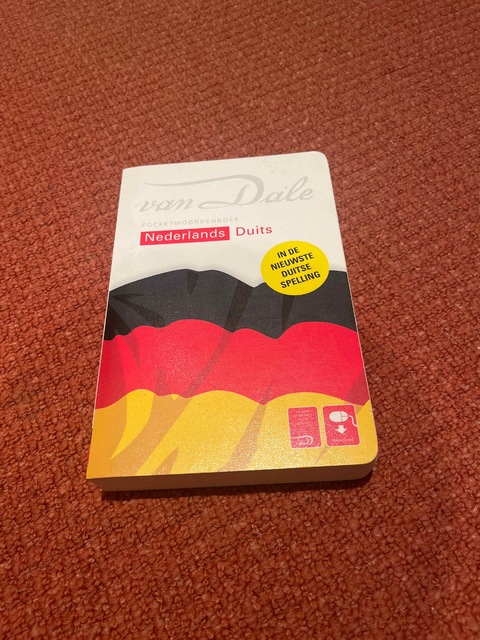 van Dale
POCKETWOORDENBOEK
Nederlands Duits
IN DE
NIEUWSTE
DUITSE
SPELLING